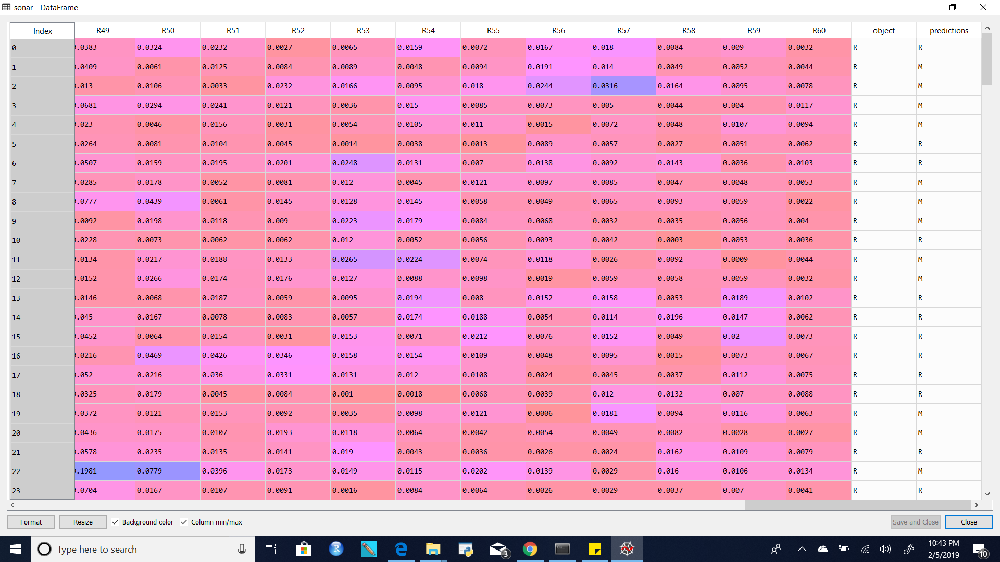 sonar - DataFrame
Index R49 R50 R51 R52 R53 R54 R55 R56 R57 R58 R59 R60 object predictions
0 .0383 0.0324 0.0232 0.0027 0.0065 0.0159 0.0072 0.0167 0.018 0.0084 0.009 0.0032 R R
1 .0409 0.0061 0.0125 0.0084 0.0089 0.0048 0.0094 0.0191 0.014 0.0049 0.0052 0.0044 R M
2 .013 0.0106 0.0033 0.0232 0.0166 0.0095 0.018 0.0244 0.0316 0.0164 0.0095 0.0078 R M
3 .0681 0.0294 0.0241 0.0121 0.0036 0.015 0.0085 0.0073 0.005 0.0044 0.004 0.0117 R M
4 .023 0.0046 0.0156 0.0031 0.0054 0.0105 0.011 0.0015 0.0072 0.0048 0.0107 0.0094 R M
5 .0264 0.0081 0.0104 0.0045 0.0014 0.0038 0.0013 0.0089 0.0057 0.0027 0.0051 0.0062 R R
6 .0507 0.0159 0.0195 0.0201 0.0248 0.0131 0.007 0.0138 0.0092 0.0143 0.0036 0.0103 R R
7 .0285 0.0178 0.0052 0.0081 0.012 0.0045 0.0121 0.0097 0.0085 0.0047 0.0048 0.0053 R M
8 .0777 0.0439 0.0061 0.0145 0.0128 0.0145 0.0058 0.0049 0.0065 0.0093 0.0059 0.0022 R M
9 .0092 0.0198 0.0118 0.009 0.0223 0.0179 0.0084 0.0068 0.0032 0.0035 0.0056 0.004 R M
10 .0228 0.0073 0.0062 0.0062 0.012 0.0052 0.0056 0.0093 0.0042 0.0003 0.0053 0.0036 R R
11 .0134 0.0217 0.0188 0.0133 0.0265 0.0224 0.0074 0.0118 0.0026 0.0092 0.0009 0.0044 R M
12 .0152 0.0266 0.0174 0.0176 0.0127 0.0088 0.0098 0.0019 0.0059 0.0058 0.0059 0.0032 R M
13 .0146 0.0068 0.0187 0.0059 0.0095 0.0194 0.008 0.0152 0.0158 0.0053 0.0189 0.0102 R R
14 .045 0.0167 0.0078 0.0083 0.0057 0.0174 0.0188 0.0054 0.0114 0.0196 0.0147 0.0062 R R
15 .0452 0.0064 0.0154 0.0031 0.0153 0.0071 0.0212 0.0076 0.0152 0.0049 0.02 0.0073 R R
16 .0216 0.0469 0.0426 0.0346 0.0158 0.0154 0.0109 0.0048 0.0095 0.0015 0.0073 0.0067 R R
17 .052 0.0216 0.036 0.0331 0.0131 0.012 0.0108 0.0024 0.0045 0.0037 0.0112 0.0075 R R
18 .0325 0.0179 0.0045 0.0084 0.001 0.0018 0.0068 0.0039 0.012 0.0132 0.007 0.0088 R R
19 .0372 0.0121 0.0153 0.0092 0.0035 0.0098 0.0121 0.0006 0.0181 0.0094 0.0116 0.0063 R M
20 .0436 0.0175 0.0107 0.0193 0.0118 0.0064 0.0042 0.0054 0.0049 0.0082 0.0028 0.0027 R M
21 .0578 0.0235 0.0135 0.0141 0.019 0.0043 0.0036 0.0026 0.0024 0.0162 0.0109 0.0079 R R
22 .1981 0.0779 0.0396 0.0173 0.0149 0.0115 0.0202 0.0139 0.0029 0.016 0.0106 0.0134 R M
23 .0704 0.0167 0.0107 0.0091 0.0016 0.0084 0.0064 0.0026 0.0029 0.0037 0.007 0.0041 R R
Format Resize Background color Column min/max Save and Close Close
Type here to search 3 10:43 PM
2/5/2019 10